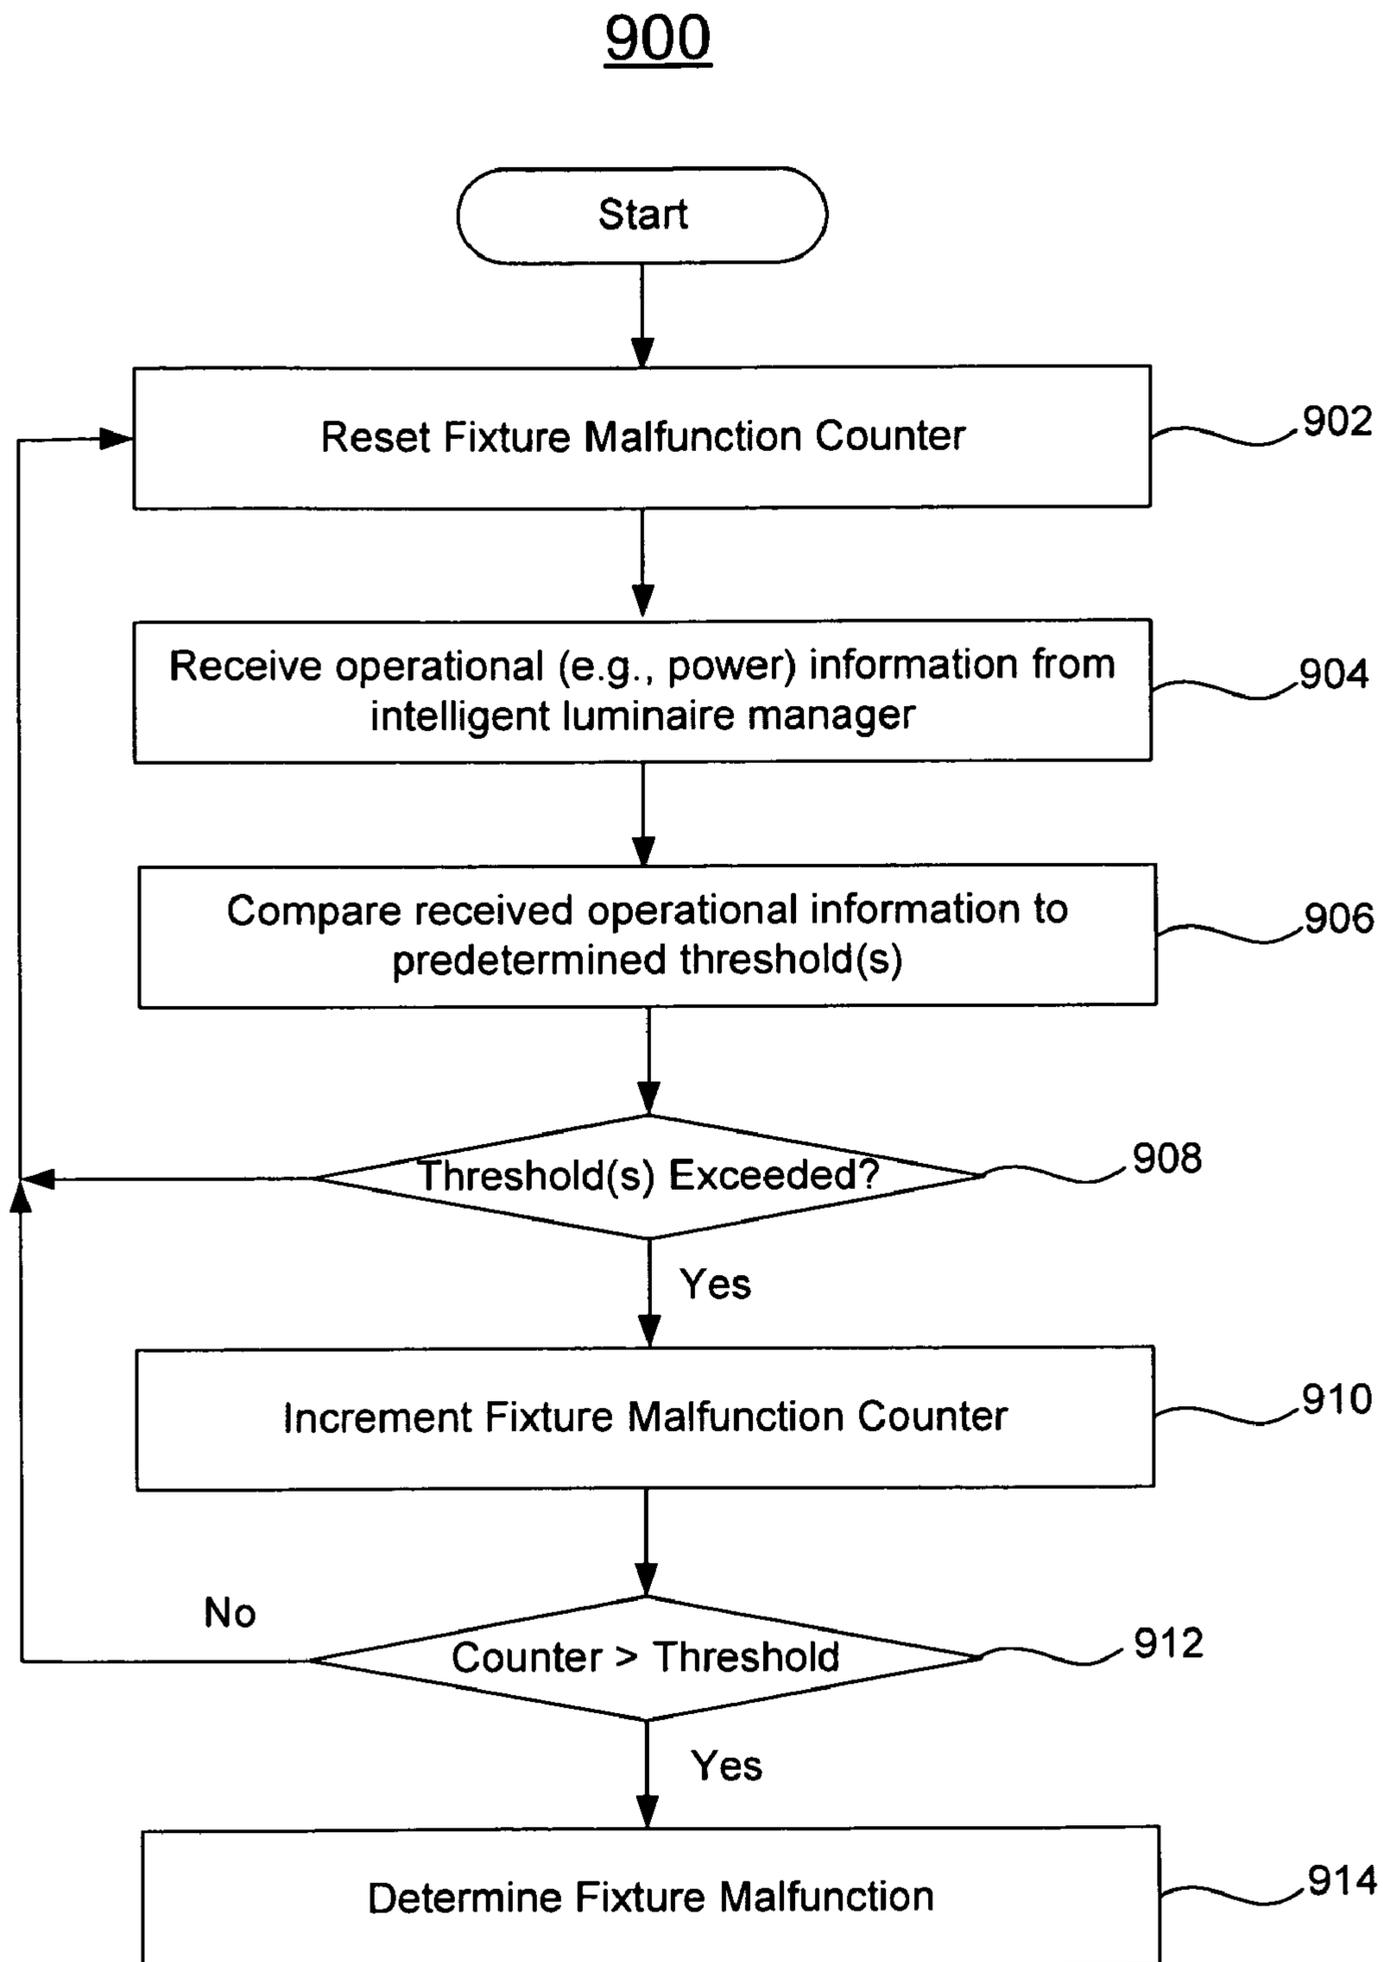 900
Start
Reset Fixture Malfunction Counter
902
Receive operational (e.g., power) information from
intelligent luminaire manager
904
Compare received operational information to
predetermined threshold(s)
906
Threshold(s) Exceeded?
908
Yes
Increment Fixture Malfunction Counter
910
No
Counter > Threshold
912
Yes
Determine Fixture Malfunction
914